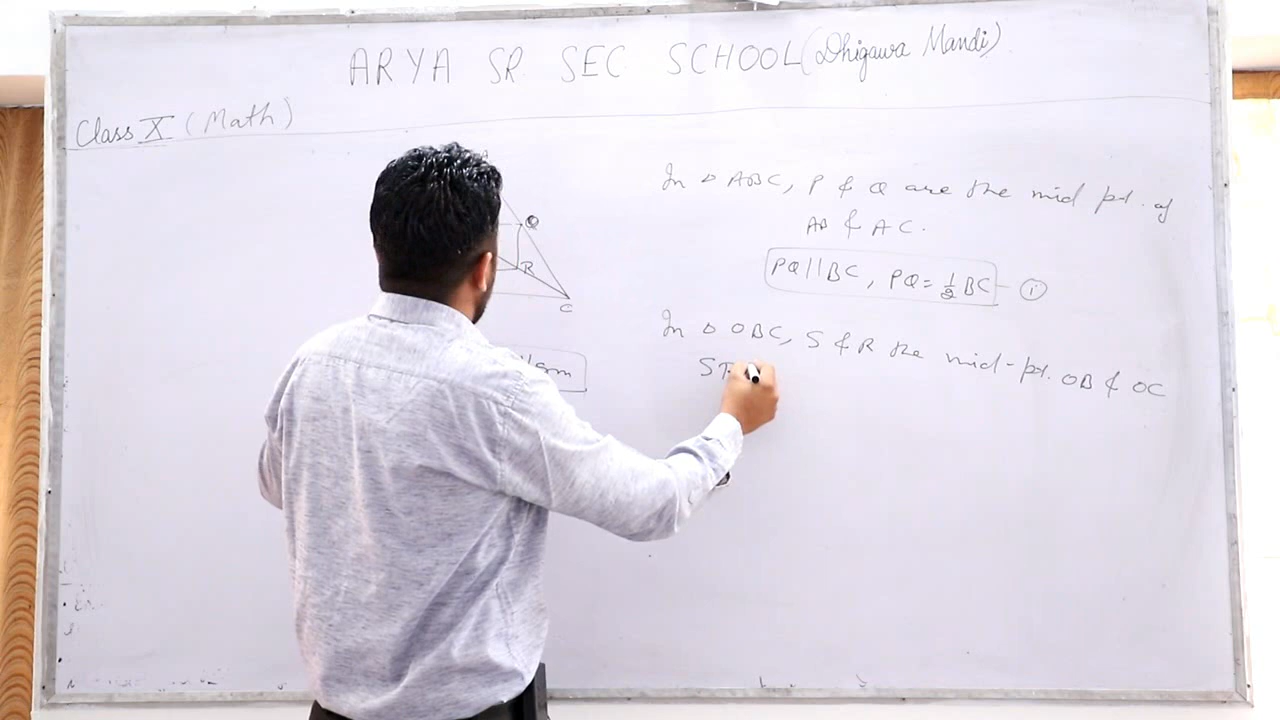 ARYA SR SEC SCHOOL (Dhigawa Mandi)
Class X (Math)
In Δ ABC, P & Q are the mid pt. of
AB & AC.
PQ || BC, PQ = 1/2 BC - (i)
In Δ OBC, S & R the mid-pt. OB & OC
S
Q
R
C